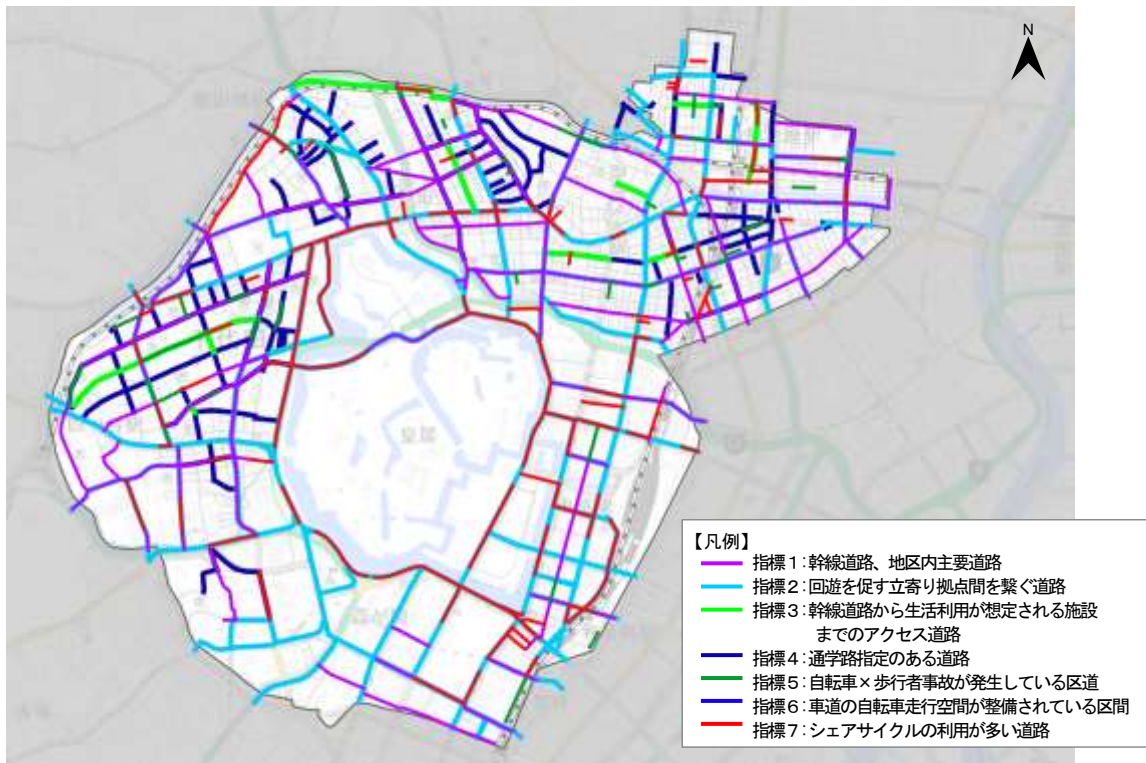 N
皇居
【凡例】
指標1:幹線道路、地区内主要道路
指標2:回遊を促す立寄り拠点間を繋ぐ道路
指標3:幹線道路から生活利用が想定される施設
までのアクセス道路
指標4:通学路指定のある道路
指標5:自転車×歩行者事故が発生している区道
指標6:車道の自転車走行空間が整備されている区間
指標7:シェアサイクルの利用が多い道路